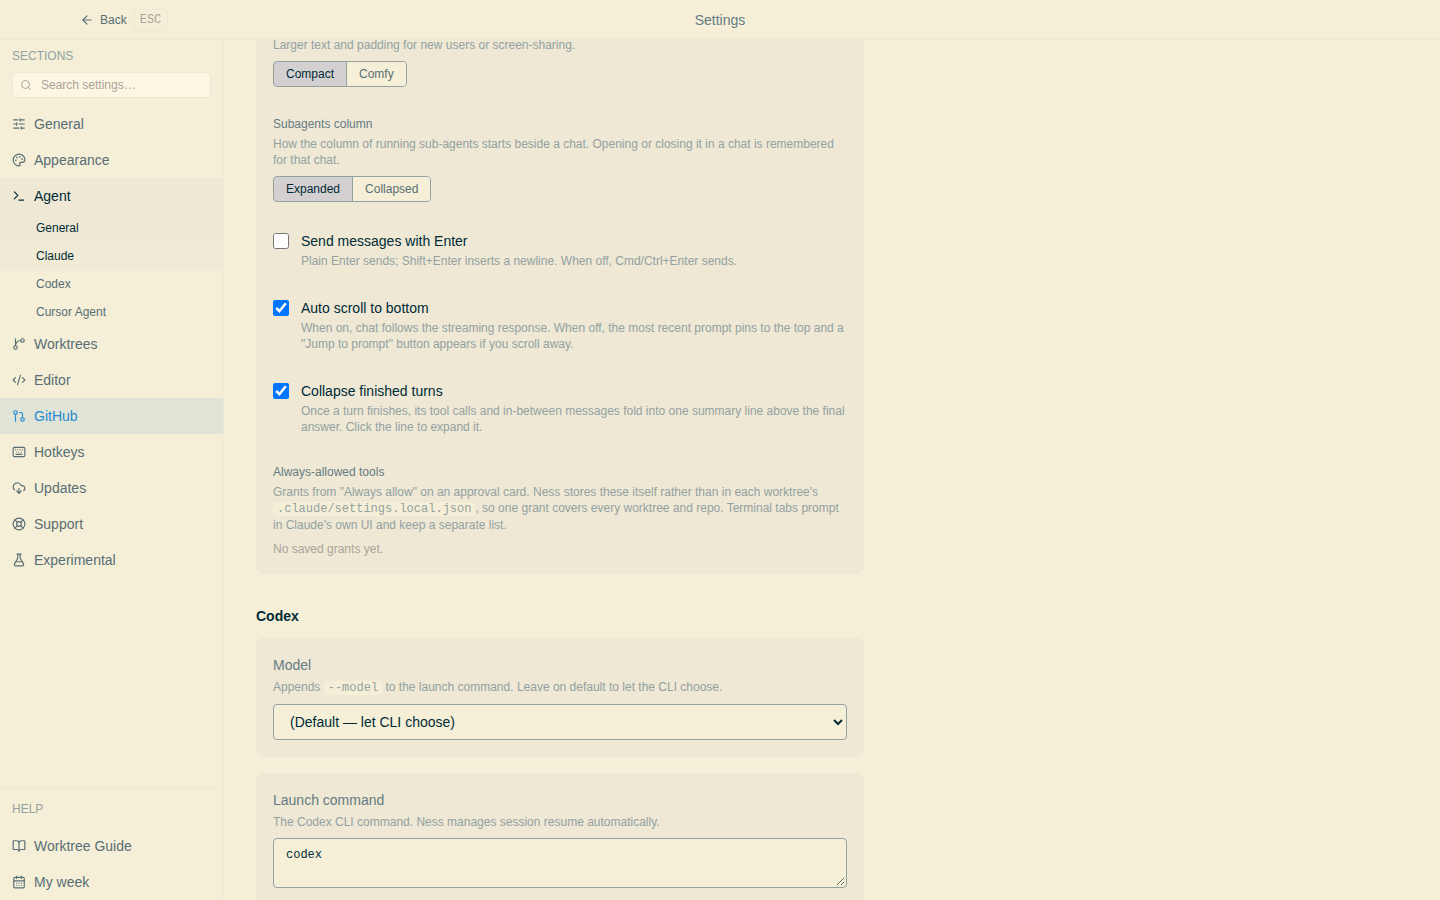 Back ESC
Settings
SECTIONS
Search settings…
General
Appearance
Agent
General
Claude
Codex
Cursor Agent
Worktrees
Editor
GitHub
Hotkeys
Updates
Support
Experimental
HELP
Worktree Guide
My week
Larger text and padding for new users or screen-sharing.
Compact Comfy
Subagents column
How the column of running sub-agents starts beside a chat. Opening or closing it in a chat is remembered
for that chat.
Expanded Collapsed
Send messages with Enter
Plain Enter sends; Shift+Enter inserts a newline. When off, Cmd/Ctrl+Enter sends.
Auto scroll to bottom
When on, chat follows the streaming response. When off, the most recent prompt pins to the top and a
"Jump to prompt" button appears if you scroll away.
Collapse finished turns
Once a turn finishes, its tool calls and in-between messages fold into one summary line above the final
answer. Click the line to expand it.
Always-allowed tools
Grants from "Always allow" on an approval card. Ness stores these itself rather than in each worktree's
.claude/settings.local.json, so one grant covers every worktree and repo. Terminal tabs prompt
in Claude's own UI and keep a separate list.
No saved grants yet.
Codex
Model
Appends --model to the launch command. Leave on default to let the CLI choose.
(Default — let CLI choose)
Launch command
The Codex CLI command. Ness manages session resume automatically.
codex